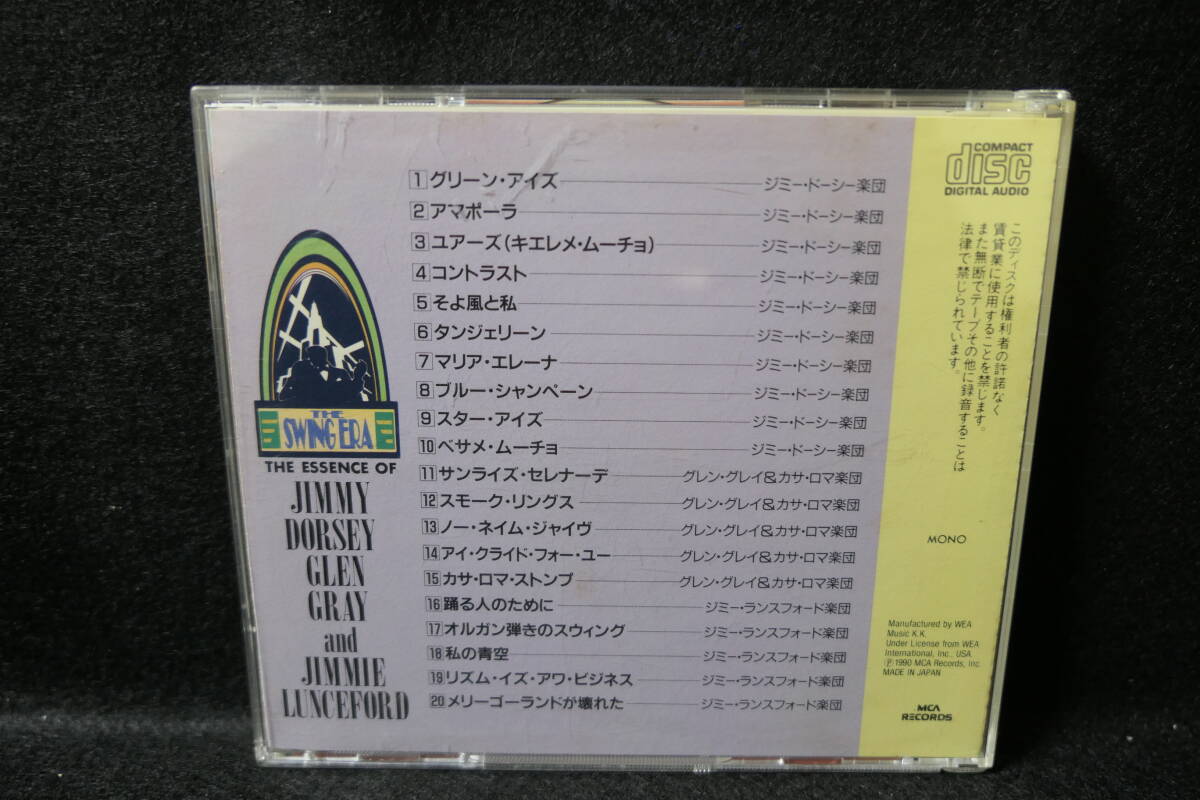 1 グリーン・アイズ ジミー・ドーシー楽団
2 アマポーラ ジミー・ドーシー楽団
3 ユアーズ(キエレメ・ムーチョ) ジミー・ドーシー楽団
4 コントラスト ジミー・ドーシー楽団
5 そよ風と私 ジミー・ドーシー楽団
6 タンジェリーン ジミー・ドーシー楽団
7 マリア・エレーナ ジミー・ドーシー楽団
8 ブルー・シャンペーン ジミー・ドーシー楽団
9 スター・アイズ ジミー・ドーシー楽団
10 ベサメ・ムーチョ ジミー・ドーシー楽団
11 サンライズ・セレナーデ グレン・グレイ&カサ・ロマ楽団
12 スモーク・リングス グレン・グレイ&カサ・ロマ楽団
13 ノー・ネイム・ジャイヴ グレン・グレイ&カサ・ロマ楽団
14 アイ・クライド・フォー・ユー グレン・グレイ&カサ・ロマ楽団
15 カサ・ロマ・ストンプ グレン・グレイ&カサ・ロマ楽団
16 踊る人のために ジミー・ランスフォード楽団
17 オルガン弾きのスウィング ジミー・ランスフォード楽団
18 私の青空 ジミー・ランスフォード楽団
19 リズム・イズ・アワ・ビジネス ジミー・ランスフォード楽団
20 メリーゴーランドが壊れた ジミー・ランスフォード楽団
THE
SWING ERA
THE ESSENCE OF
JIMMY
DORSEY
GLEN
GRAY
and
JIMMIE
LUNCEFORD
COMPACT
disc
DIGITAL AUDIO
このディスクは権利者の許諾なく
賃貸業に使用することを禁じます。
また無断でテープその他に録音することは
法律で禁じられています。
MONO
Manufactured by WEA
Music K.K.
Under License from WEA
International, Inc., USA.
Ⓟ1990 MCA Records, Inc.
MADE IN JAPAN
MCA
RECORDS